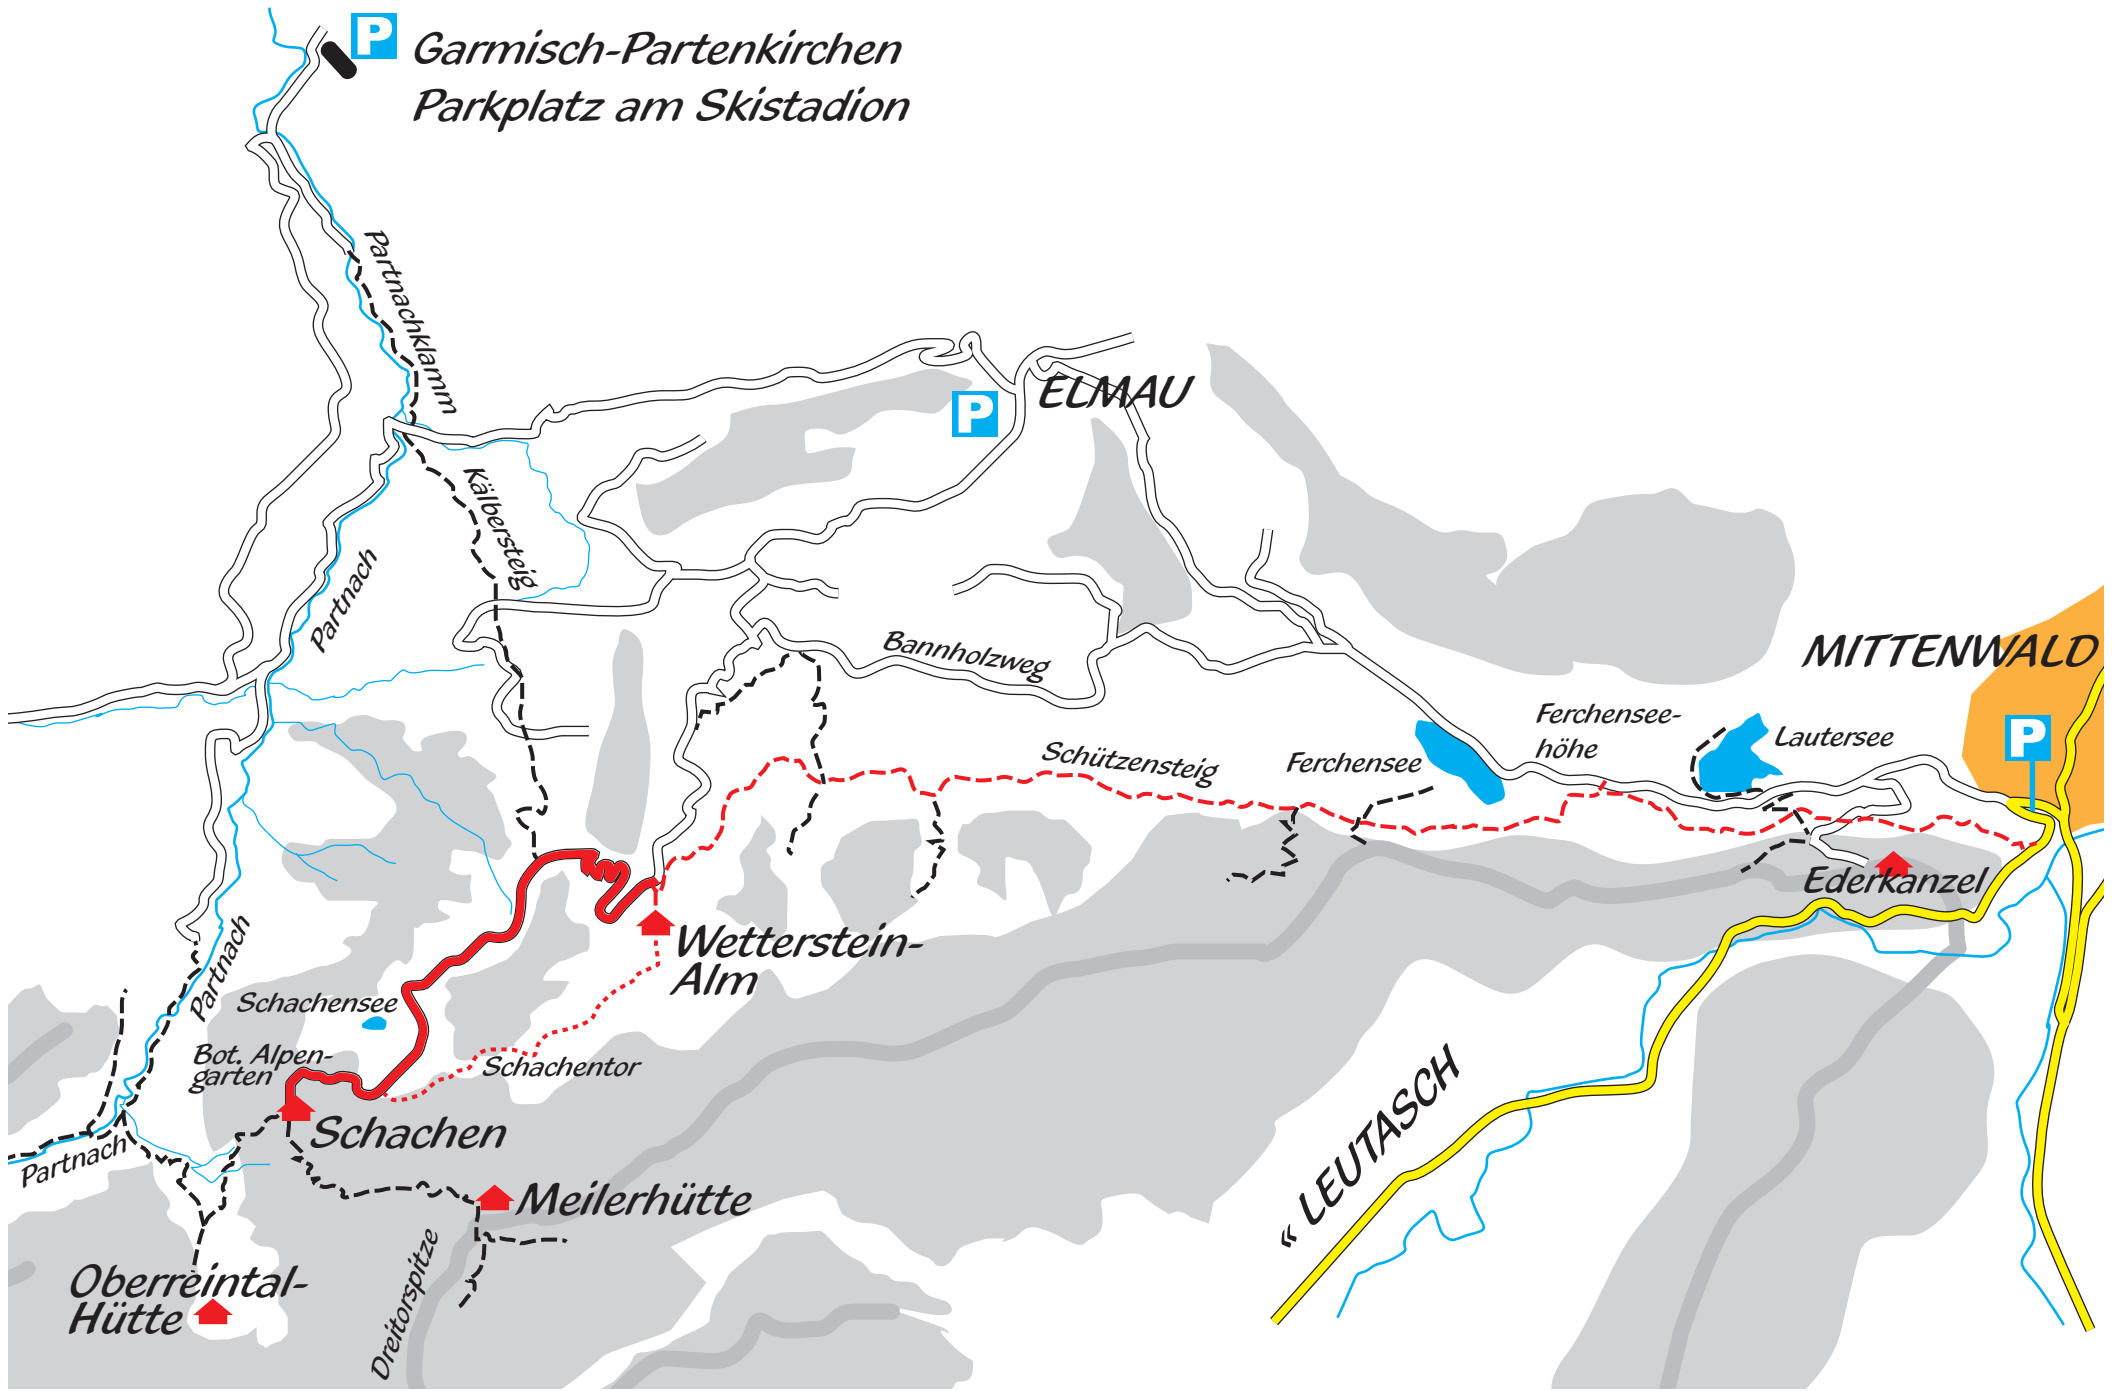 P
Garmisch-Partenkirchen
Parkplatz am Skistadion
Partnachklamm
P
ELMAU
Kälbersteig
Partnach
Bannholzweg
MITTENWALD
Ferchensee-
höhe
Lautersee
P
Schützensteig
Ferchensee
Ederkanzel
Wetterstein-
Alm
Partnach
Schachensee
Bot. Alpen-
garten
Schachentor
Schachen
Partnach
Meilerhütte
« LEUTASCH
Oberreintal-
Hütte
Dreitorspitze